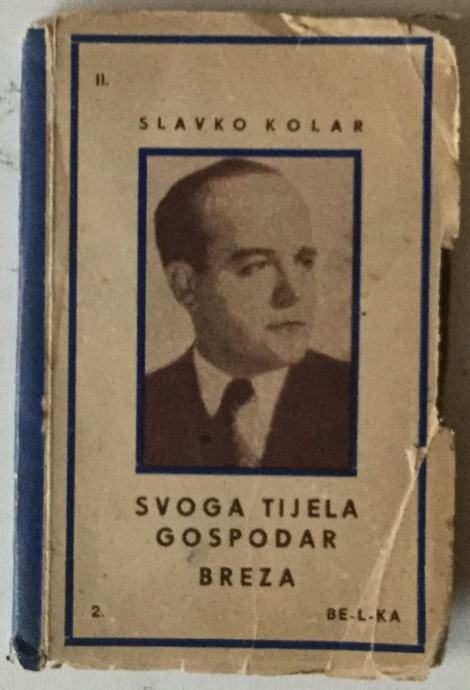 II.
SLAVKO KOLAR
SVOGA TIJELA
GOSPODAR
BREZA
2.
BE-L-KA